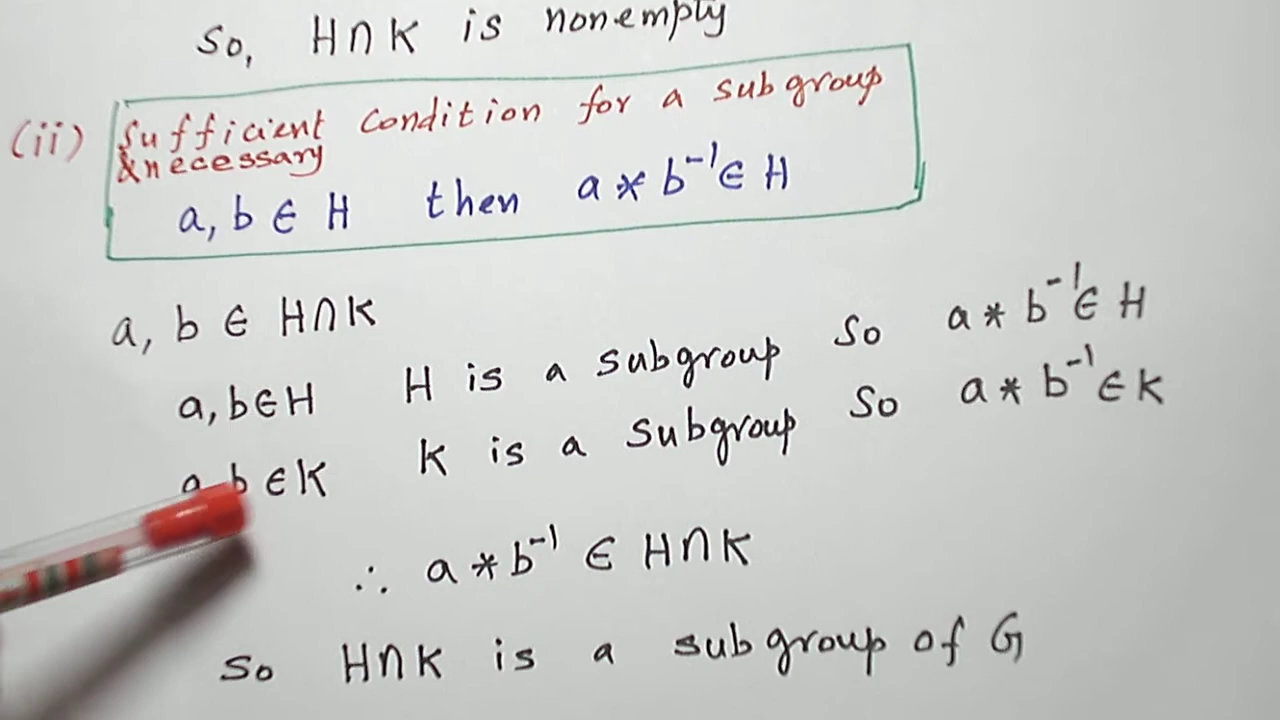 So, H∩K is nonempty
(ii) Sufficient condition for a subgroup
& necessary
a, b ∈ H then a * b⁻¹ ∈ H
a, b ∈ H∩K
a, b ∈ H H is a subgroup So a * b⁻¹ ∈ H
a, b ∈ K K is a subgroup So a * b⁻¹ ∈ K
∴ a * b⁻¹ ∈ H∩K
So H∩K is a subgroup of G